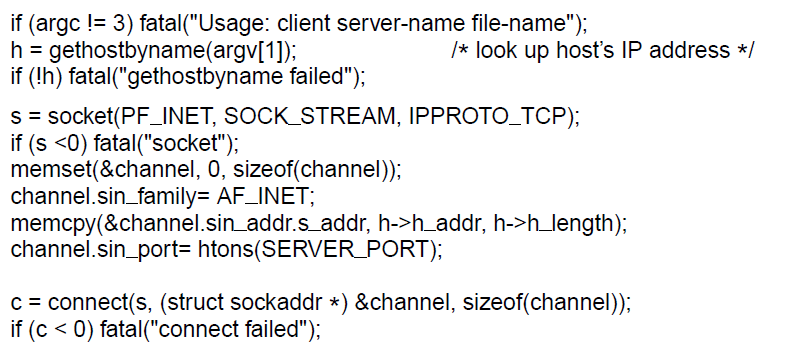 if (argc != 3) fatal("Usage: client server-name file-name");
h = gethostbyname(argv[1]); /* look up host’s IP address */
if (!h) fatal("gethostbyname failed");
s = socket(PF_INET, SOCK_STREAM, IPPROTO_TCP);
if (s <0) fatal("socket");
memset(&channel, 0, sizeof(channel));
channel.sin_family= AF_INET;
memcpy(&channel.sin_addr.s_addr, h->h_addr, h->h_length);
channel.sin_port= htons(SERVER_PORT);
c = connect(s, (struct sockaddr *) &channel, sizeof(channel));
if (c < 0) fatal("connect failed");